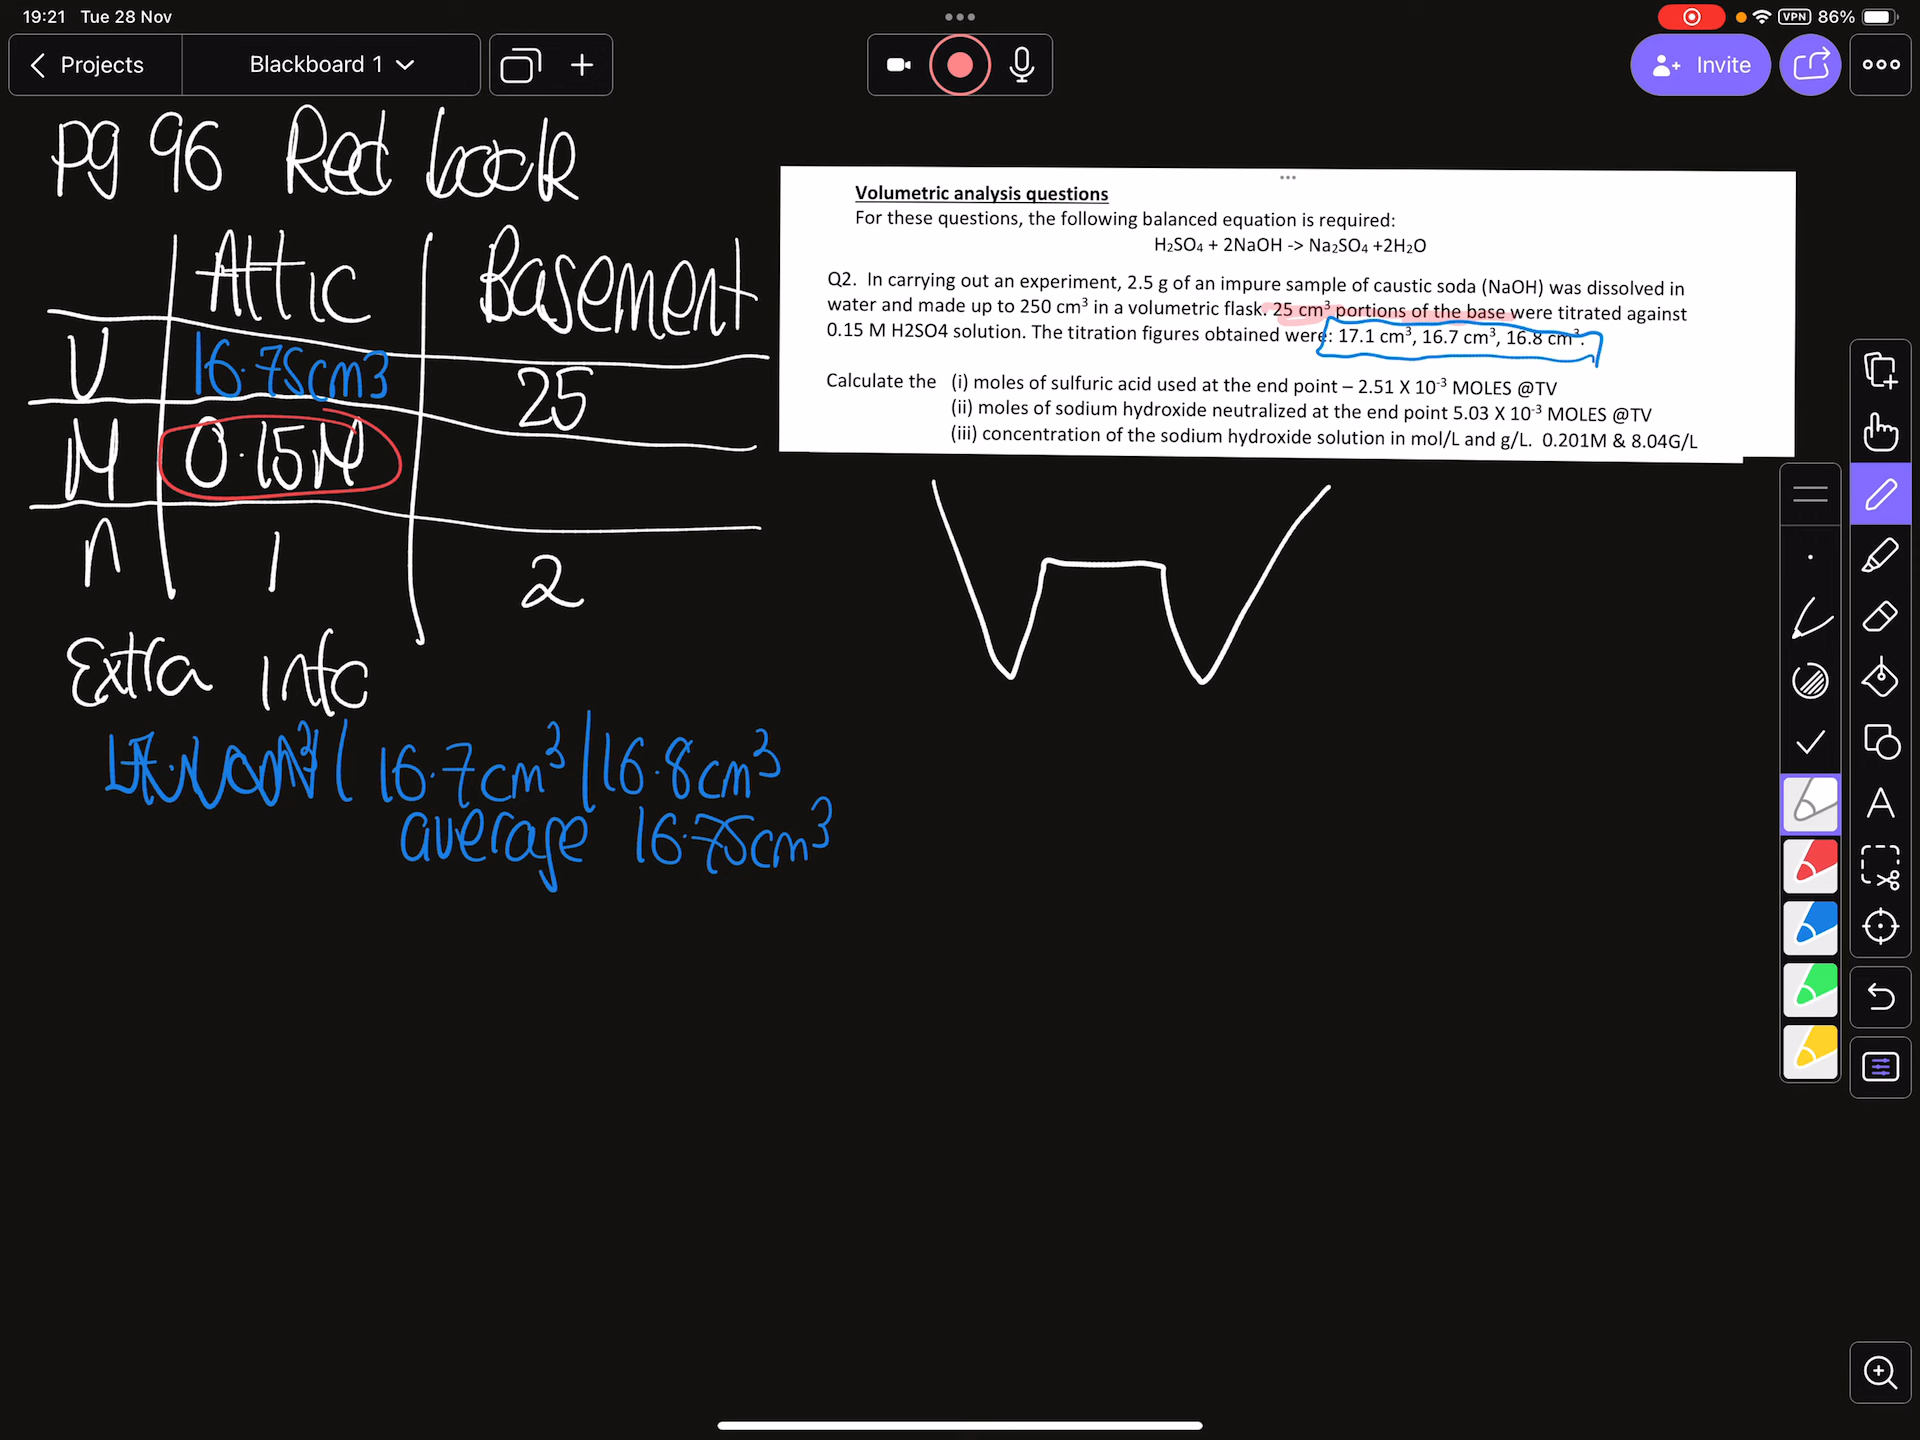 19:21 Tue 28 Nov
VPN 86%
Projects
Blackboard 1
Invite
Pg 96 Red book
Attic Basement
V 16.75cm3 25
M 0.15M
n 1 2
Extra info
16.7cm³ | 16.8cm³
average 16.75cm³
Volumetric analysis questions
For these questions, the following balanced equation is required:
H₂SO₄ + 2NaOH -> Na₂SO₄ +2H₂O
Q2. In carrying out an experiment, 2.5 g of an impure sample of caustic soda (NaOH) was dissolved in
water and made up to 250 cm³ in a volumetric flask. 25 cm³ portions of the base were titrated against
0.15 M H2SO4 solution. The titration figures obtained were: 17.1 cm³, 16.7 cm³, 16.8 cm³.
Calculate the (i) moles of sulfuric acid used at the end point – 2.51 X 10⁻³ MOLES @TV
(ii) moles of sodium hydroxide neutralized at the end point 5.03 X 10⁻³ MOLES @TV
(iii) concentration of the sodium hydroxide solution in mol/L and g/L. 0.201M & 8.04G/L
A